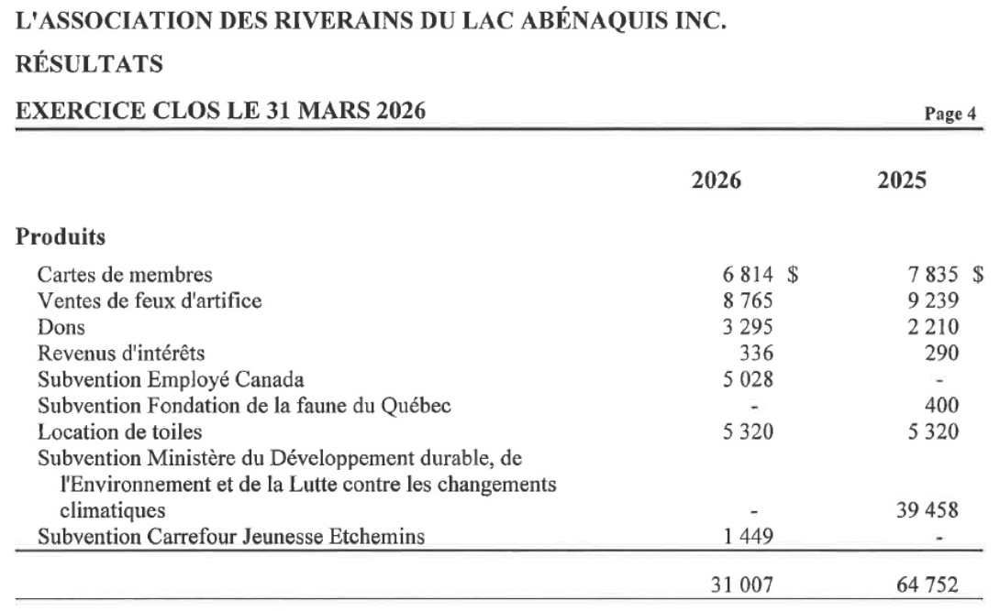 L'ASSOCIATION DES RIVERAINS DU LAC ABÉNAQUIS INC.
RÉSULTATS
EXERCICE CLOS LE 31 MARS 2026 Page 4
2026 2025
Produits
Cartes de membres 6 814 $ 7 835 $
Ventes de feux d'artifice 8 765 9 239
Dons 3 295 2 210
Revenus d'intérêts 336 290
Subvention Employé Canada 5 028 -
Subvention Fondation de la faune du Québec - 400
Location de toiles 5 320 5 320
Subvention Ministère du Développement durable, de
l'Environnement et de la Lutte contre les changements
climatiques - 39 458
Subvention Carrefour Jeunesse Etchemins 1 449 -
31 007 64 752